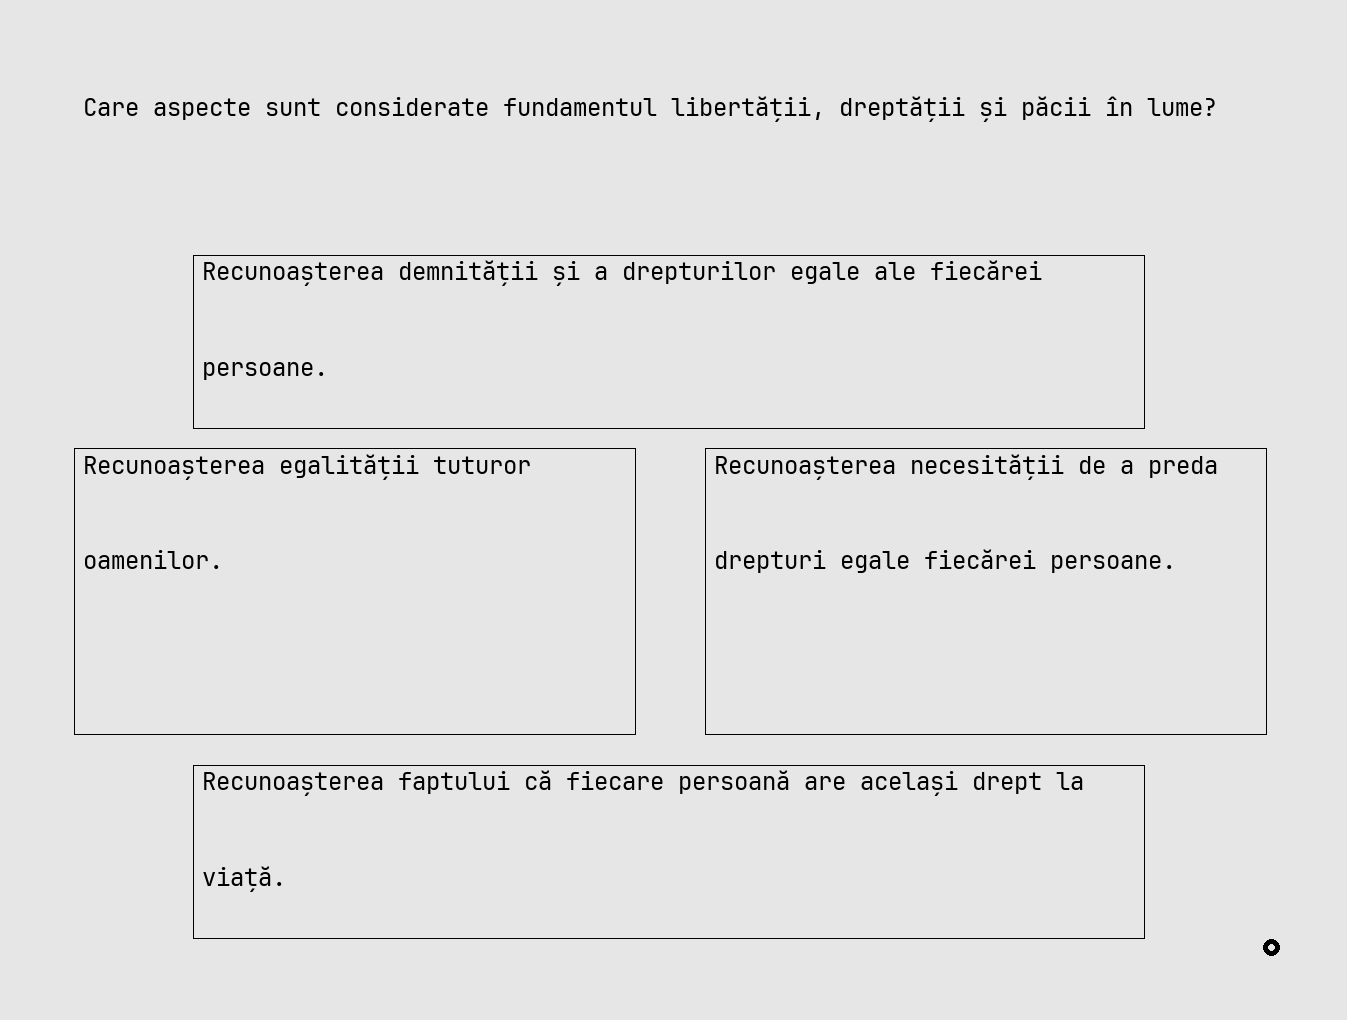 Care aspecte sunt considerate fundamentul libertății, dreptății și păcii în lume?
Recunoașterea demnității și a drepturilor egale ale fiecărei
persoane.
Recunoașterea egalității tuturor
oamenilor.
Recunoașterea necesității de a preda
drepturi egale fiecărei persoane.
Recunoașterea faptului că fiecare persoană are același drept la
viață.